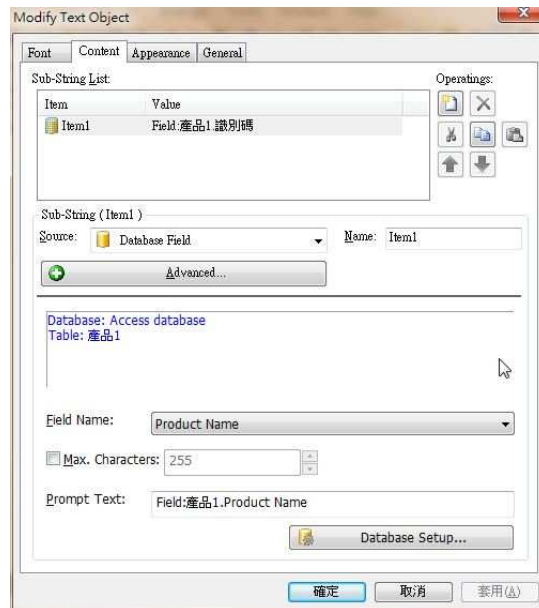 Modify Text Object
Font Content Appearance General
Sub-String List:
Operatings:
Item Value
Item1 Field:產品1.識別碼
Sub-String ( Item1 )
Source: Database Field Name: Item1
Advanced...
Database: Access database
Table: 產品1
Field Name: Product Name
Max. Characters: 255
Prompt Text: Field:產品1.Product Name
Database Setup...
確定 取消 套用(A)